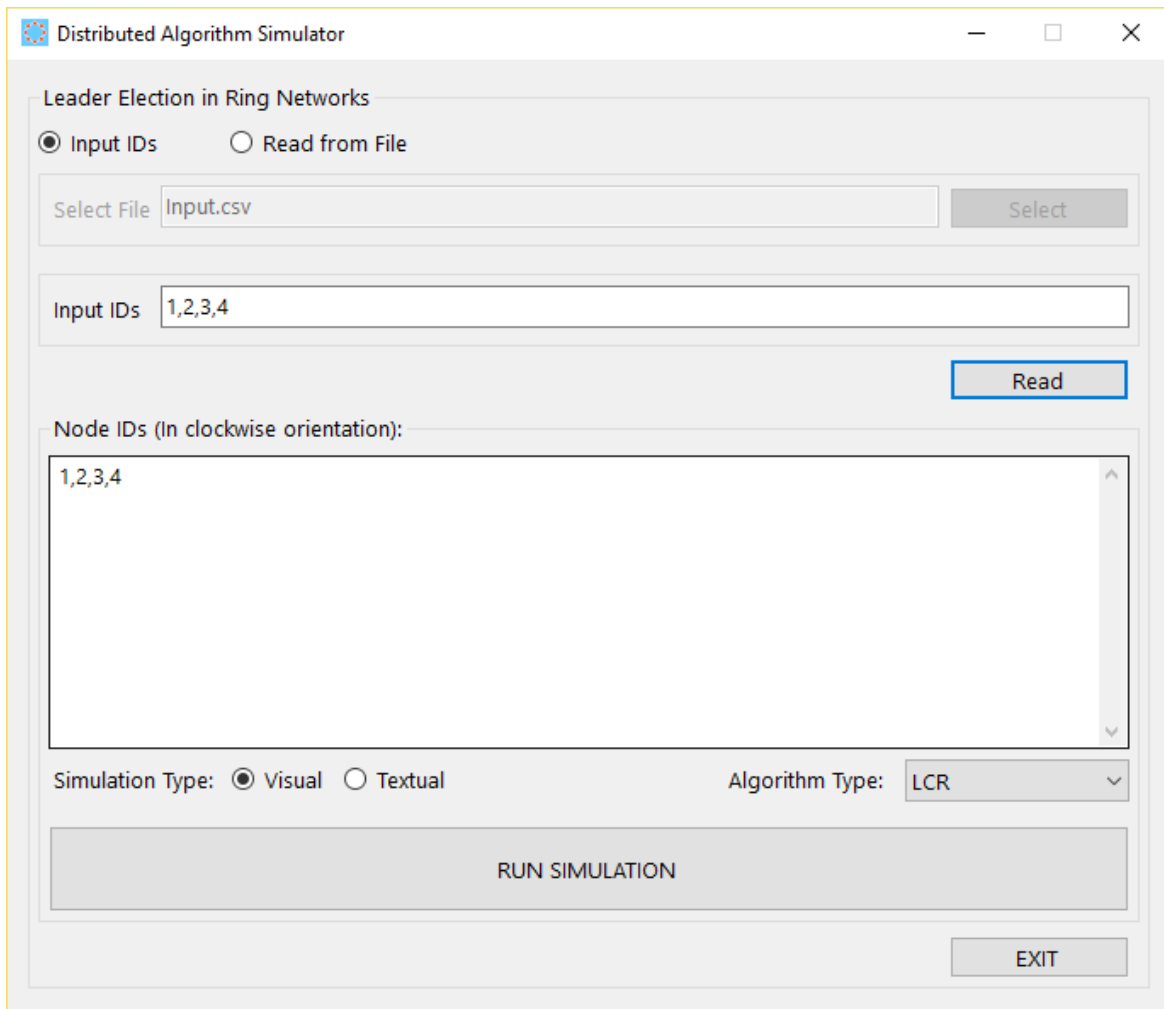 Distributed Algorithm Simulator
Leader Election in Ring Networks
Input IDs Read from File
Select File Input.csv Select
Input IDs 1,2,3,4
Read
Node IDs (In clockwise orientation):
1,2,3,4
Simulation Type: Visual Textual Algorithm Type: LCR
RUN SIMULATION
EXIT